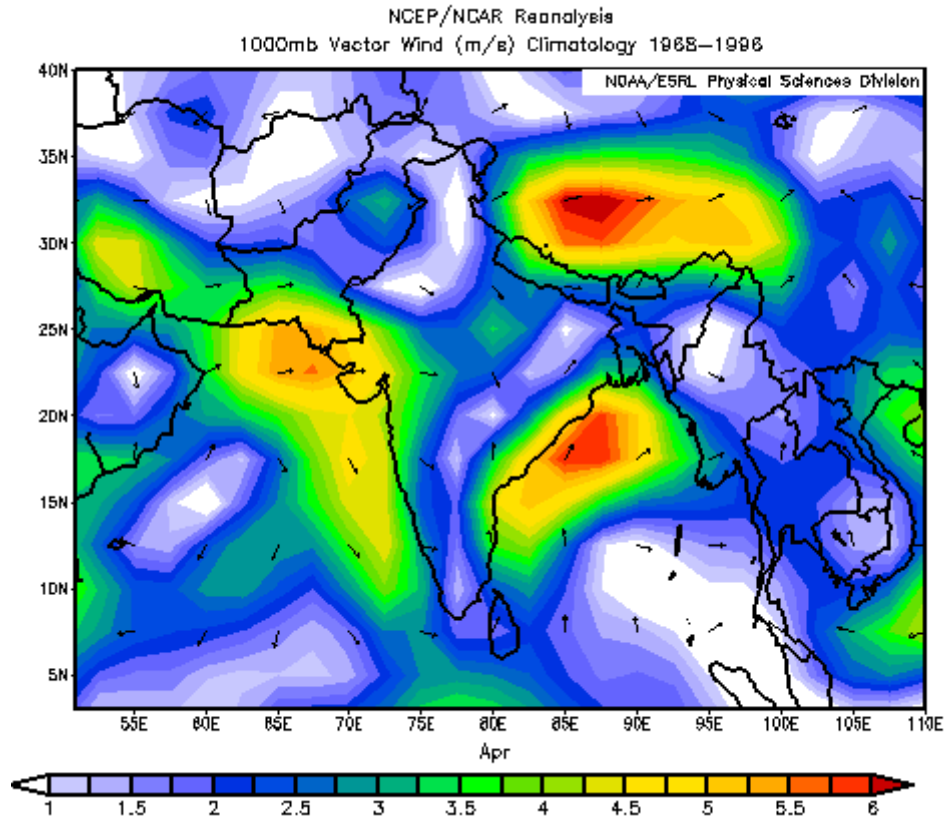 NCEP/NCAR Reanalysis
1000mb Vector Wind (m/s) Climatology 1968-1996
NOAA/ESRL Physical Sciences Division
40N
35N
30N
25N
20N
15N
10N
5N
55E 60E 65E 70E 75E 80E 85E 90E 95E 100E 105E 110E
Apr
1 1.5 2 2.5 3 3.5 4 4.5 5 5.5 6